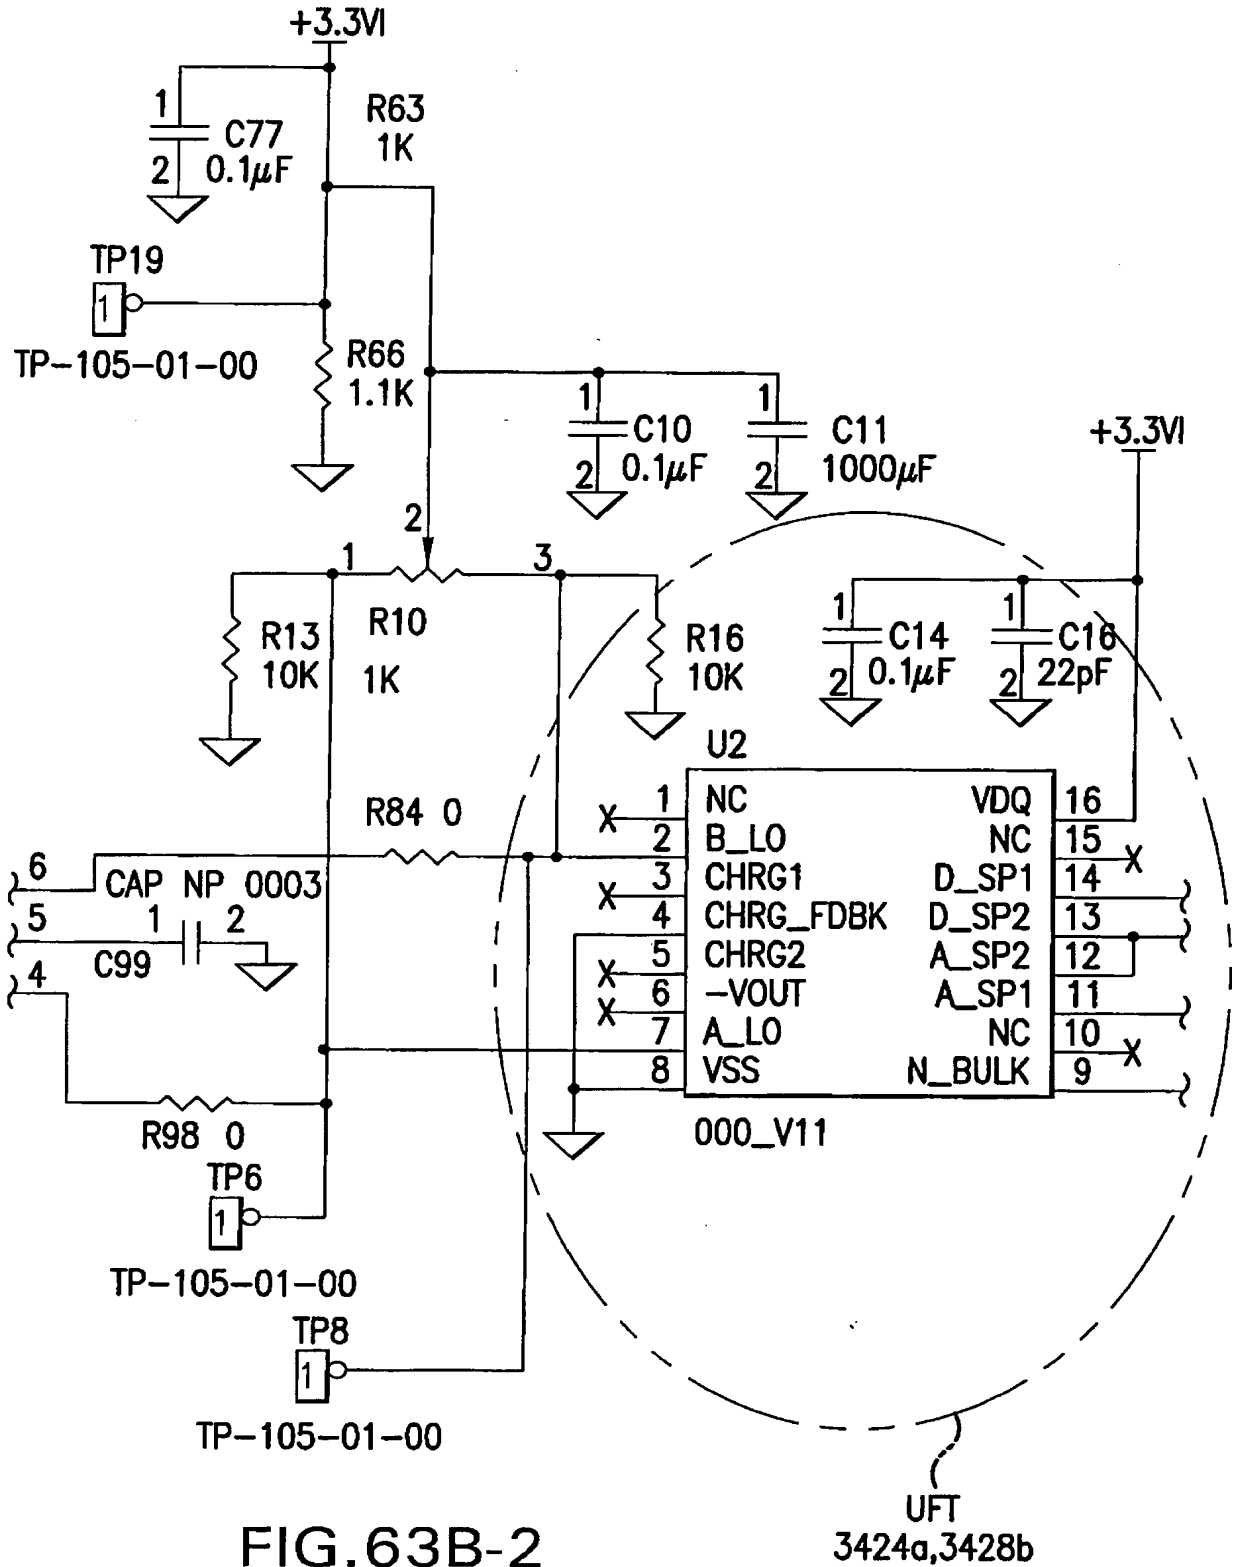 +3.3VI
1
C77
2
0.1µF
R63
1K
TP19
1
TP-105-01-00
R66
1.1K
1
C10
2
0.1µF
1
C11
2
1000µF
+3.3VI
2
1
3
R13
10K
R10
1K
R16
10K
1
C14
2
0.1µF
1
C16
2
22pF
U2
R84 0
1 NC VDQ 16
2 B_LO NC 15
3 CHRG1 D_SP1 14
4 CHRG_FDBK D_SP2 13
5 CHRG2 A_SP2 12
6 -VOUT A_SP1 11
7 A_LO NC 10
8 VSS N_BULK 9
000_V11
6
CAP NP 0003
5
1
2
C99
4
R98 0
TP6
1
TP-105-01-00
TP8
1
TP-105-01-00
UFT
3424a,3428b
FIG.63B-2